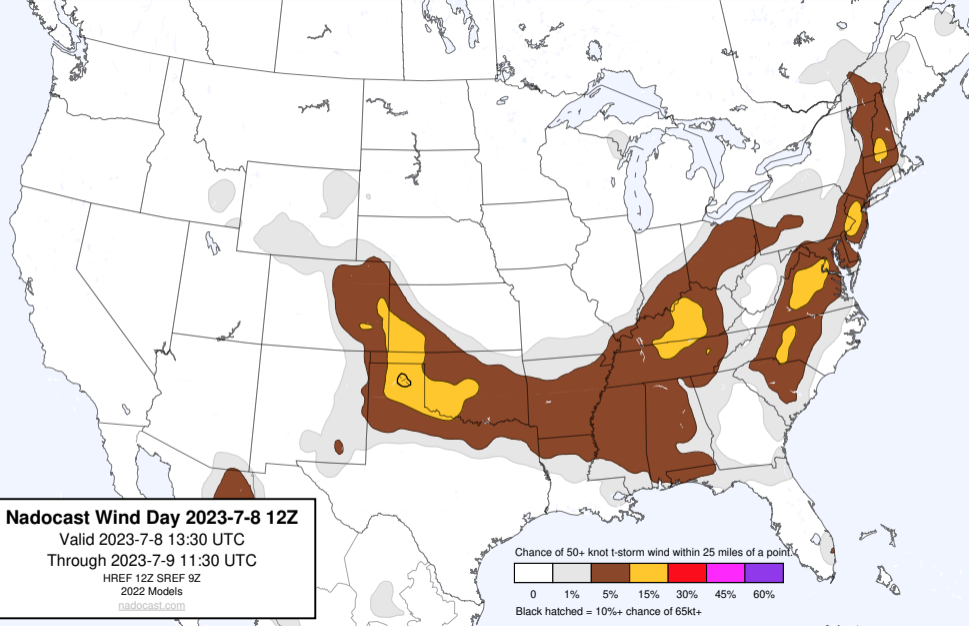 Nadocast Wind Day 2023-7-8 12Z
Valid 2023-7-8 13:30 UTC
Through 2023-7-9 11:30 UTC
HREF 12Z SREF 9Z
2022 Models
nadocast.com
Chance of 50+ knot t-storm wind within 25 miles of a point.
0 1% 5% 15% 30% 45% 60%
Black hatched = 10%+ chance of 65kt+